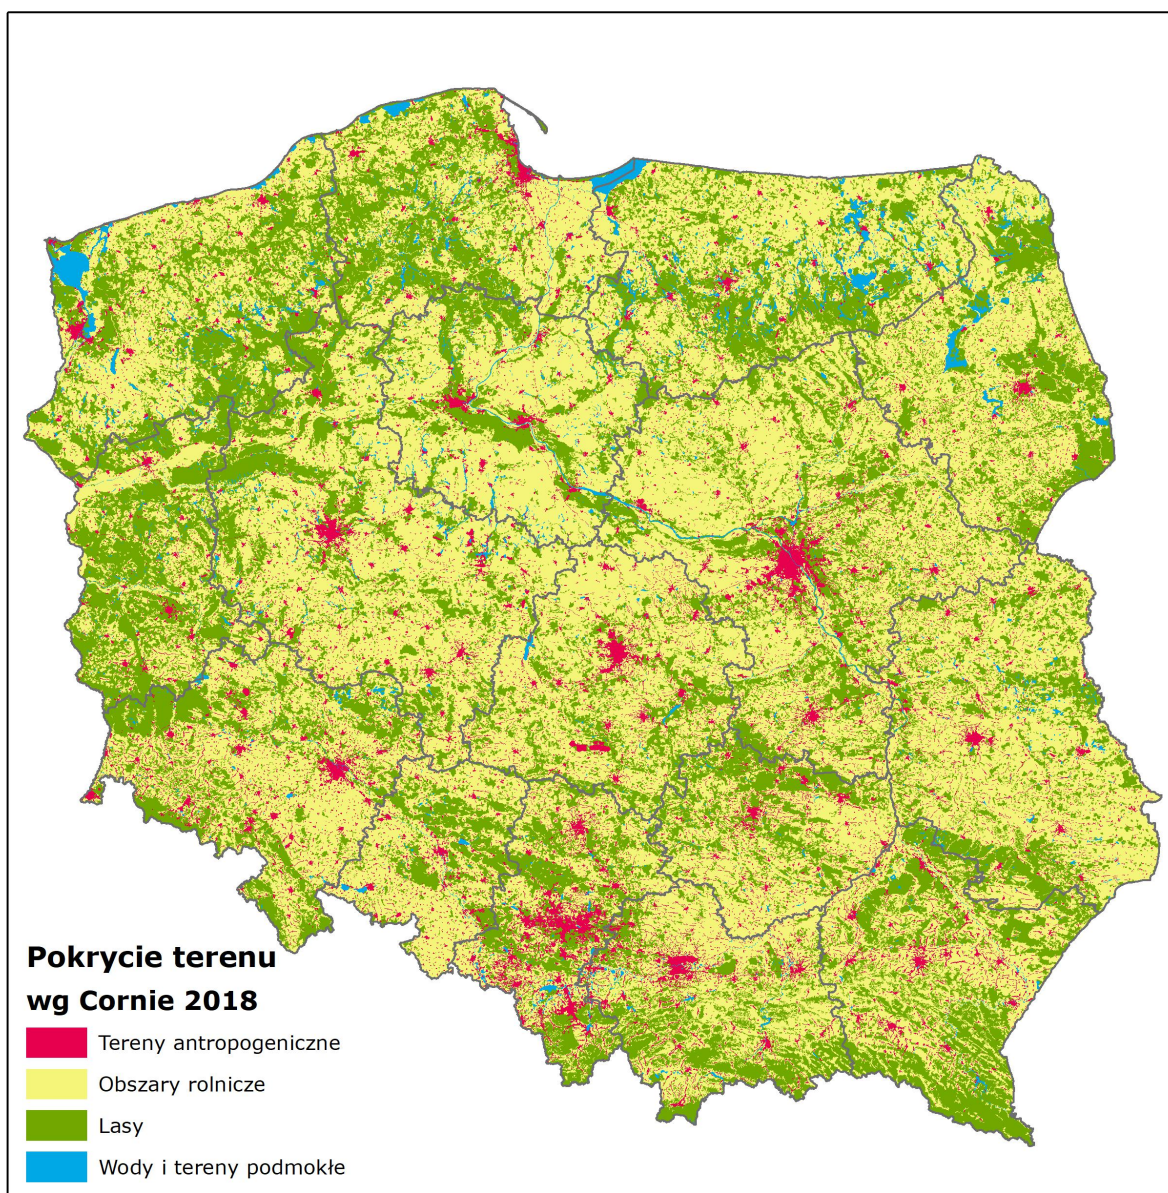 Pokrycie terenu
wg Cornie 2018
Tereny antropogeniczne
Obszary rolnicze
Lasy
Wody i tereny podmokłe